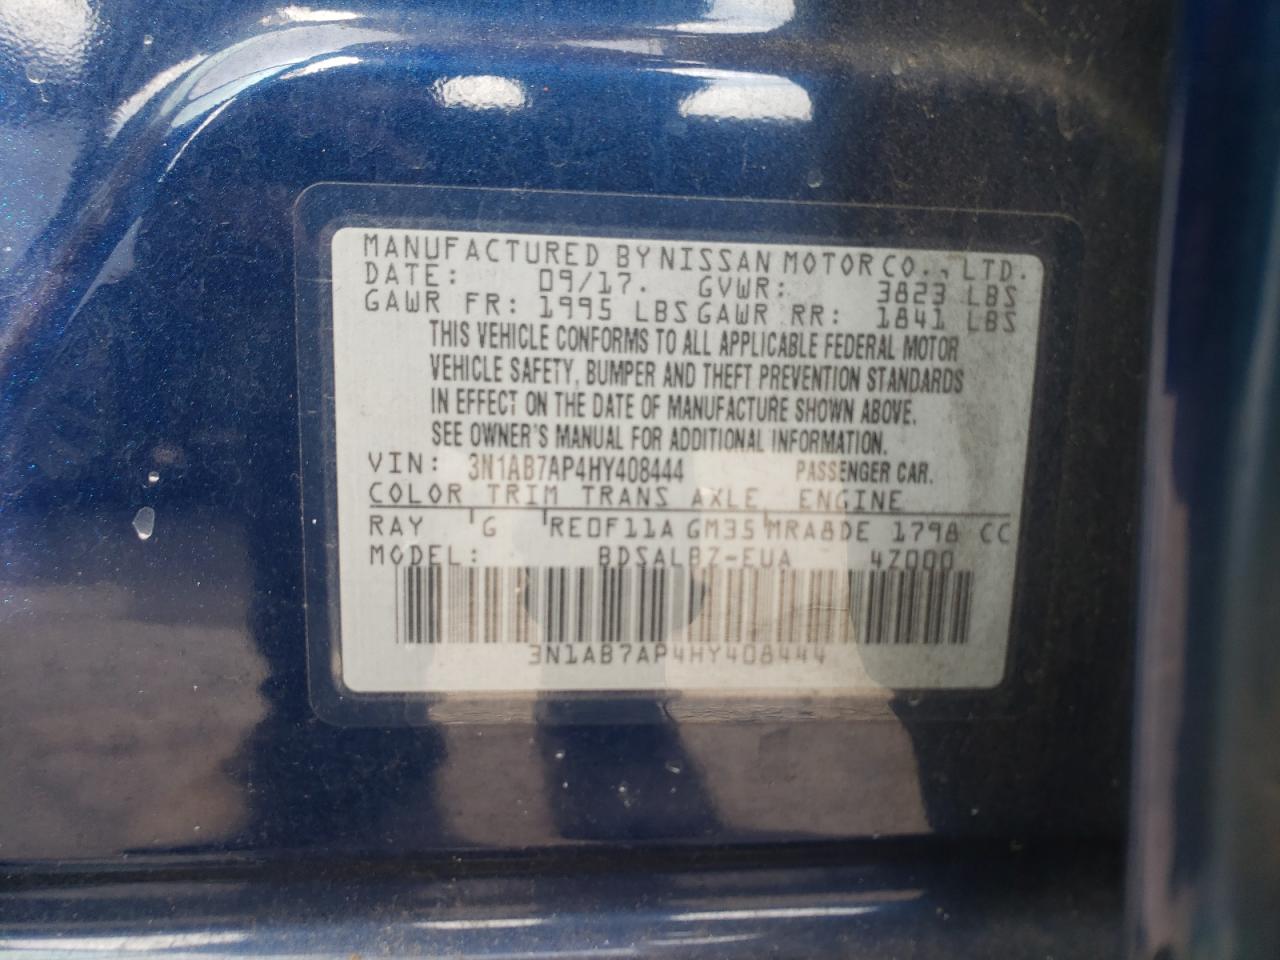 MANUFACTURED BY NISSAN MOTOR CO., LTD.
DATE: 09/17. GVWR: 3823 LBS
GAWR FR: 1995 LBS GAWR RR: 1841 LBS
THIS VEHICLE CONFORMS TO ALL APPLICABLE FEDERAL MOTOR
VEHICLE SAFETY, BUMPER AND THEFT PREVENTION STANDARDS
IN EFFECT ON THE DATE OF MANUFACTURE SHOWN ABOVE.
SEE OWNER'S MANUAL FOR ADDITIONAL INFORMATION.
VIN: 3N1AB7AP4HY408444 PASSENGER CAR.
COLOR TRIM TRANS AXLE ENGINE
RAY G RE0F11A GM35 MRA8DE 1798 CC
MODEL: BDSALBZ-EUA 4Z000
3N1AB7AP4HY408444